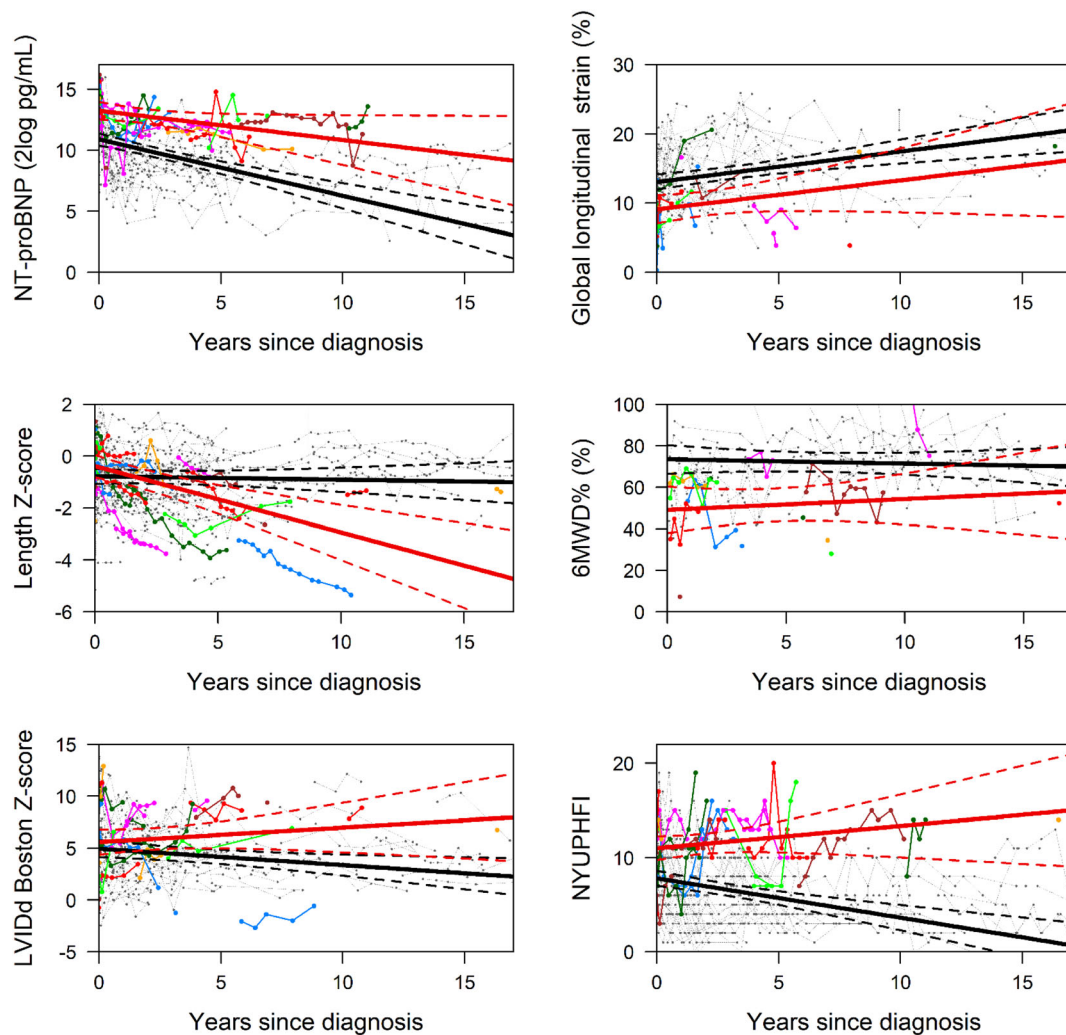 NT-proBNP (2log pg/mL)
15
10
5
0
0 5 10 15
Years since diagnosis
Global longitudinal strain (%)
30
20
10
0
0 5 10 15
Years since diagnosis
Length Z-score
2
0
-2
-4
-6
0 5 10 15
Years since diagnosis
6MWD% (%)
100
80
60
40
20
0
0 5 10 15
Years since diagnosis
LVIDd Boston Z-score
15
10
5
0
-5
0 5 10 15
Years since diagnosis
NYUPHFI
20
10
0
0 5 10 15
Years since diagnosis